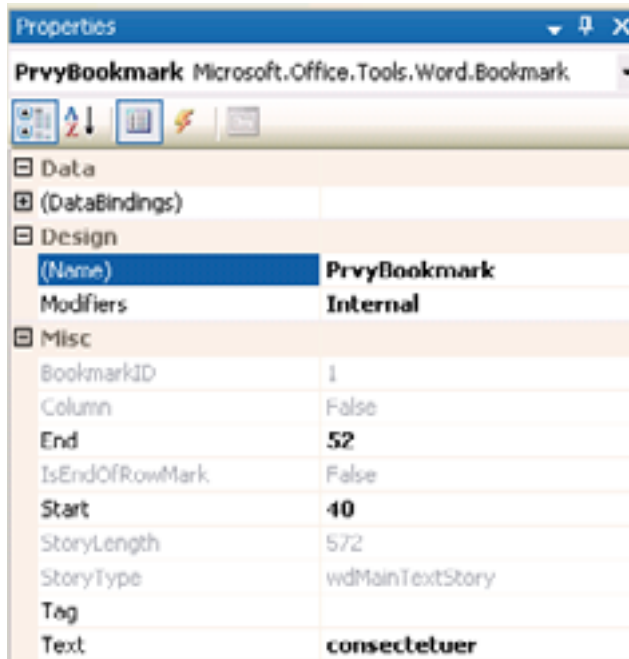 Properties
PrvyBookmark Microsoft.Office.Tools.Word.Bookmark
Data
(DataBindings)
Design
(Name) PrvyBookmark
Modifiers Internal
Misc
BookmarkID 1
Column False
End 52
IsEndOfRowMark False
Start 40
StoryLength 572
StoryType wdMainTextStory
Tag
Text consectetuer